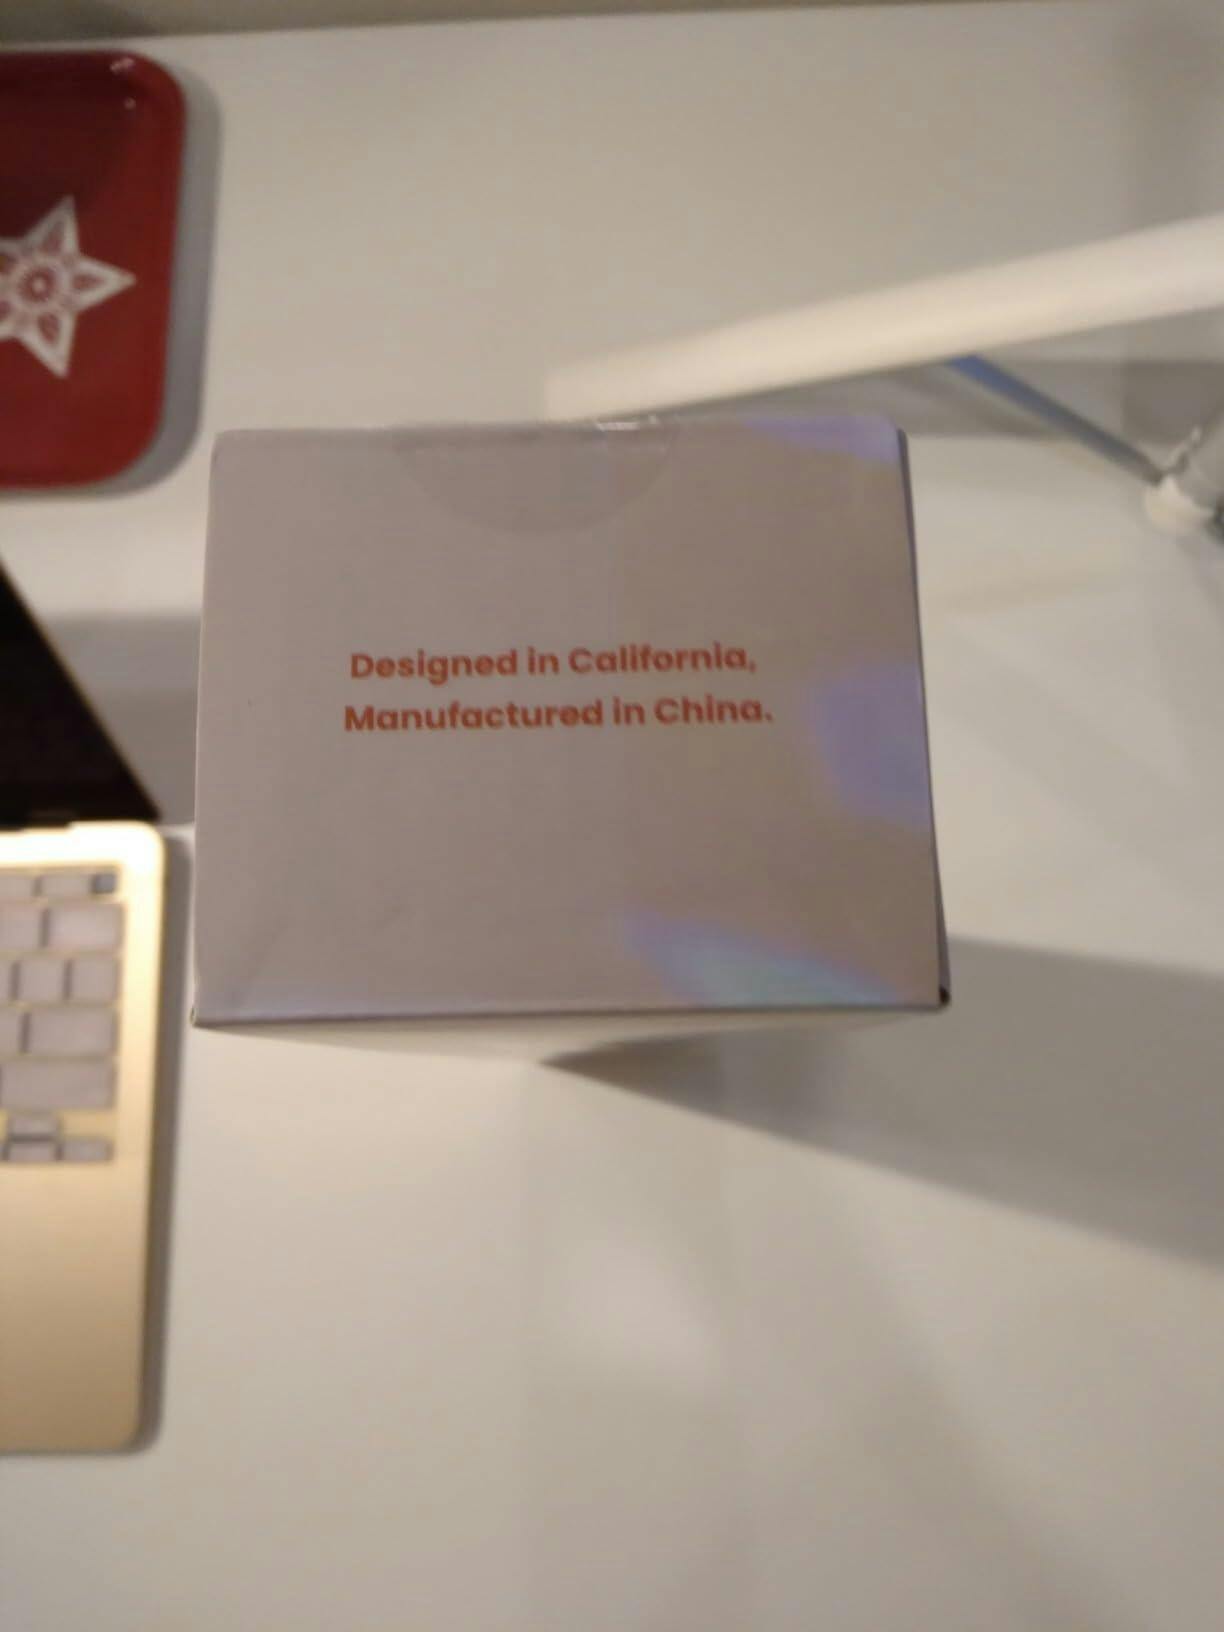 Designed in California,
Manufactured in China.